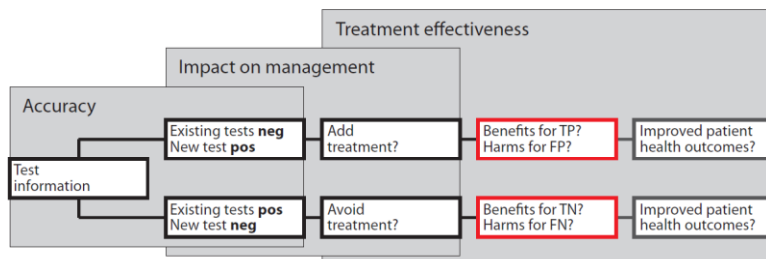 Treatment effectiveness
Impact on management
Accuracy
Test
information
Existing tests neg
New test pos
Add
treatment?
Benefits for TP?
Harms for FP?
Improved patient
health outcomes?
Existing tests pos
New test neg
Avoid
treatment?
Benefits for TN?
Harms for FN?
Improved patient
health outcomes?